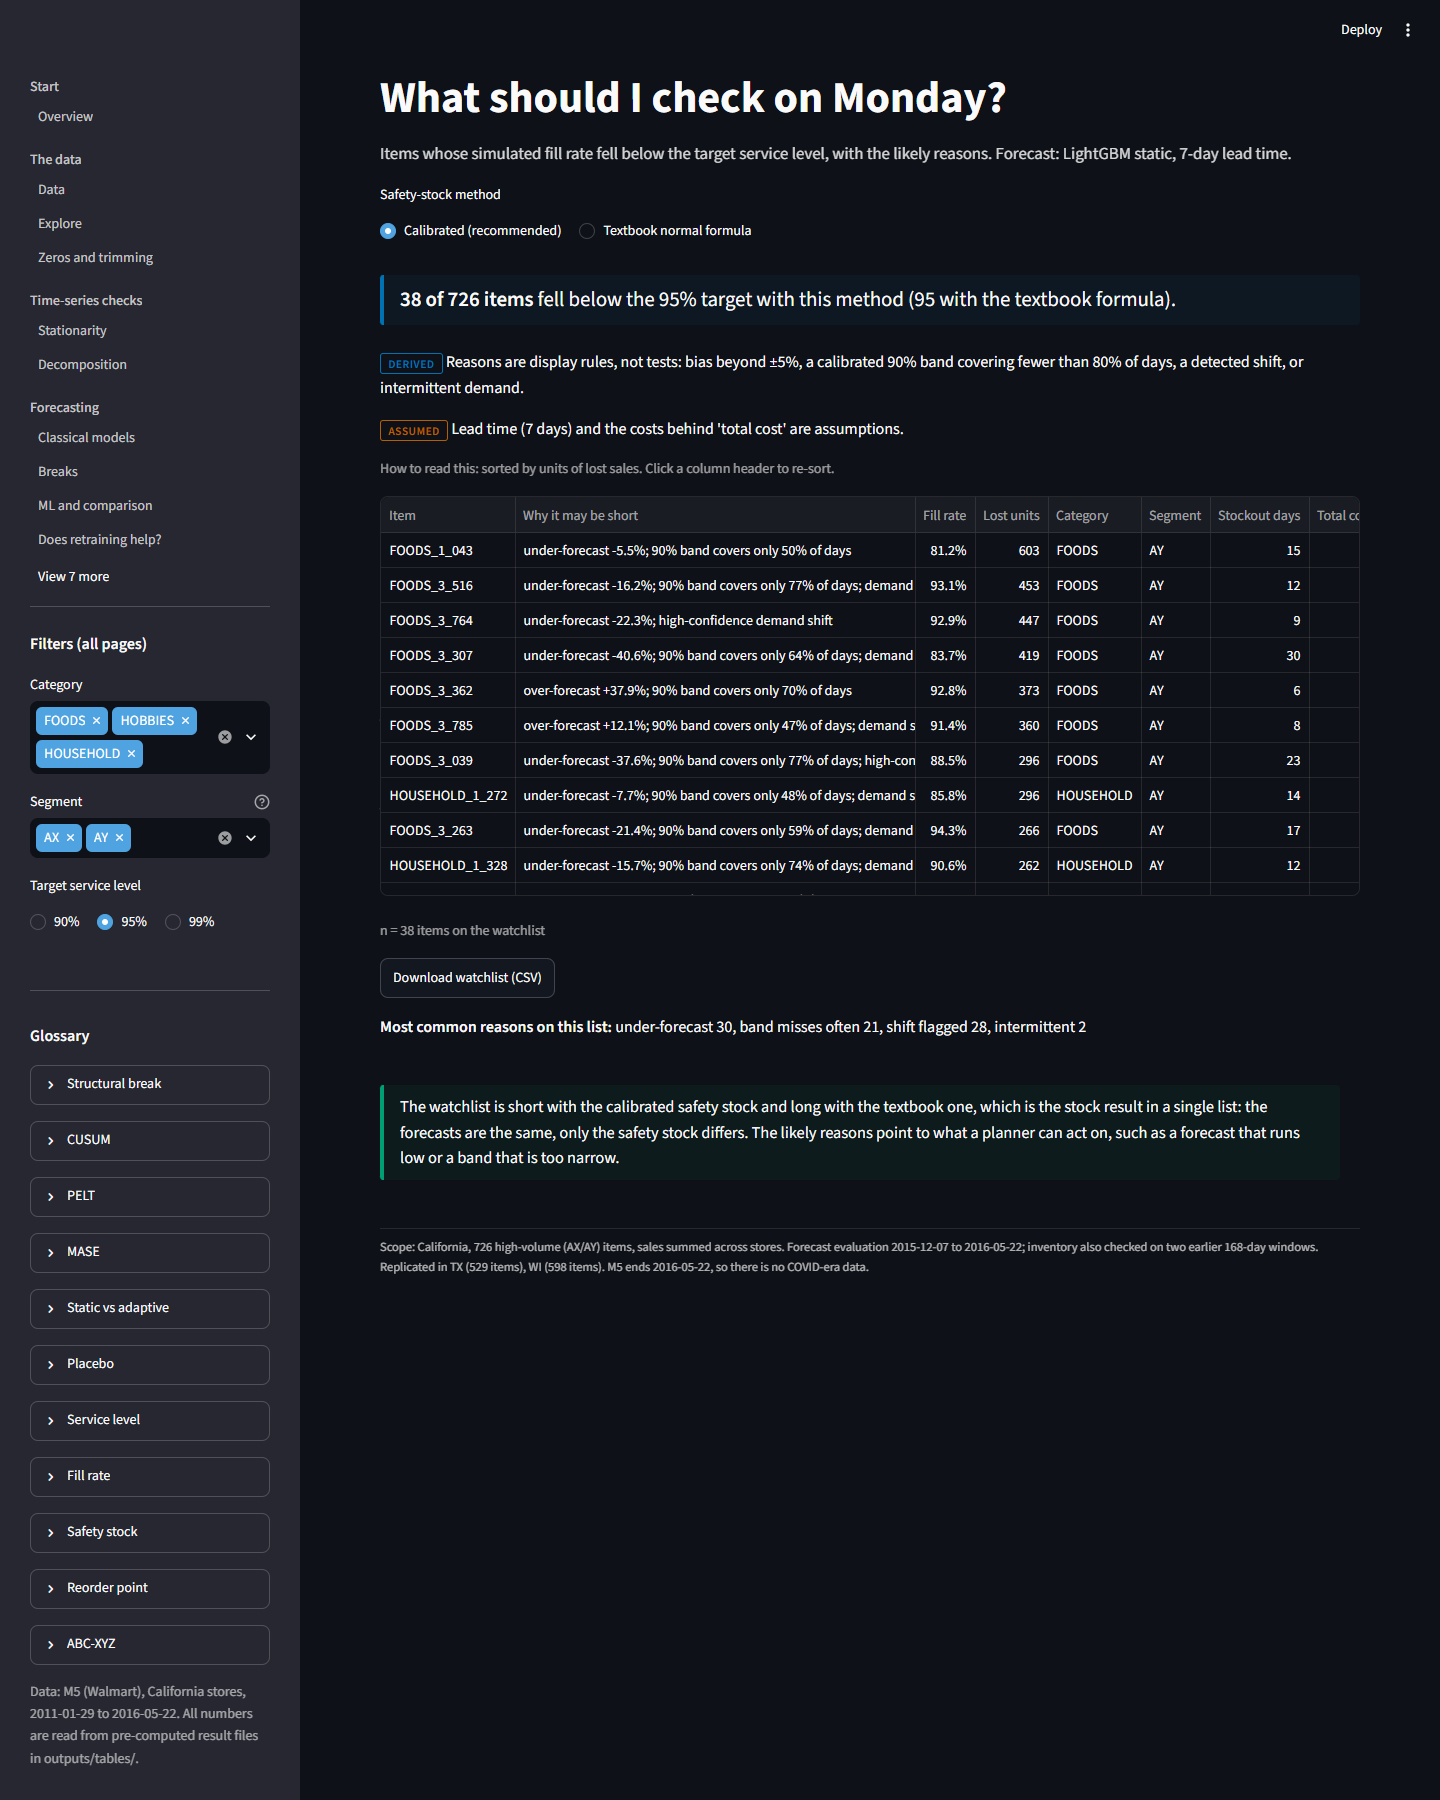 Deploy
Start
Overview
The data
Data
Explore
Zeros and trimming
Time-series checks
Stationarity
Decomposition
Forecasting
Classical models
Breaks
ML and comparison
Does retraining help?
View 7 more
Filters (all pages)
Category
FOODS
HOBBIES
HOUSEHOLD
Segment
AX
AY
Target service level
90% 95% 99%
Glossary
Structural break
CUSUM
PELT
MASE
Static vs adaptive
Placebo
Service level
Fill rate
Safety stock
Reorder point
ABC-XYZ
Data: M5 (Walmart), California stores,
2011-01-29 to 2016-05-22. All numbers
are read from pre-computed result files
in outputs/tables/.
What should I check on Monday?
Items whose simulated fill rate fell below the target service level, with the likely reasons. Forecast: LightGBM static, 7-day lead time.
Safety-stock method
Calibrated (recommended) Textbook normal formula
38 of 726 items fell below the 95% target with this method (95 with the textbook formula).
DERIVED Reasons are display rules, not tests: bias beyond ±5%, a calibrated 90% band covering fewer than 80% of days, a detected shift, or
intermittent demand.
ASSUMED Lead time (7 days) and the costs behind 'total cost' are assumptions.
How to read this: sorted by units of lost sales. Click a column header to re-sort.
Item Why it may be short Fill rate Lost units Category Segment Stockout days Total co
FOODS_1_043 under-forecast -5.5%; 90% band covers only 50% of days 81.2% 603 FOODS AY 15
FOODS_3_516 under-forecast -16.2%; 90% band covers only 77% of days; demand 93.1% 453 FOODS AY 12
FOODS_3_764 under-forecast -22.3%; high-confidence demand shift 92.9% 447 FOODS AY 9
FOODS_3_307 under-forecast -40.6%; 90% band covers only 64% of days; demand 83.7% 419 FOODS AY 30
FOODS_3_362 over-forecast +37.9%; 90% band covers only 70% of days 92.8% 373 FOODS AY 6
FOODS_3_785 over-forecast +12.1%; 90% band covers only 47% of days; demand s 91.4% 360 FOODS AY 8
FOODS_3_039 under-forecast -37.6%; 90% band covers only 77% of days; high-con 88.5% 296 FOODS AY 23
HOUSEHOLD_1_272 under-forecast -7.7%; 90% band covers only 48% of days; demand s 85.8% 296 HOUSEHOLD AY 14
FOODS_3_263 under-forecast -21.4%; 90% band covers only 59% of days; demand 94.3% 266 FOODS AY 17
HOUSEHOLD_1_328 under-forecast -15.7%; 90% band covers only 74% of days; demand 90.6% 262 HOUSEHOLD AY 12
n = 38 items on the watchlist
Download watchlist (CSV)
Most common reasons on this list: under-forecast 30, band misses often 21, shift flagged 28, intermittent 2
The watchlist is short with the calibrated safety stock and long with the textbook one, which is the stock result in a single list: the
forecasts are the same, only the safety stock differs. The likely reasons point to what a planner can act on, such as a forecast that runs
low or a band that is too narrow.
Scope: California, 726 high-volume (AX/AY) items, sales summed across stores. Forecast evaluation 2015-12-07 to 2016-05-22; inventory also checked on two earlier 168-day windows.
Replicated in TX (529 items), WI (598 items). M5 ends 2016-05-22, so there is no COVID-era data.